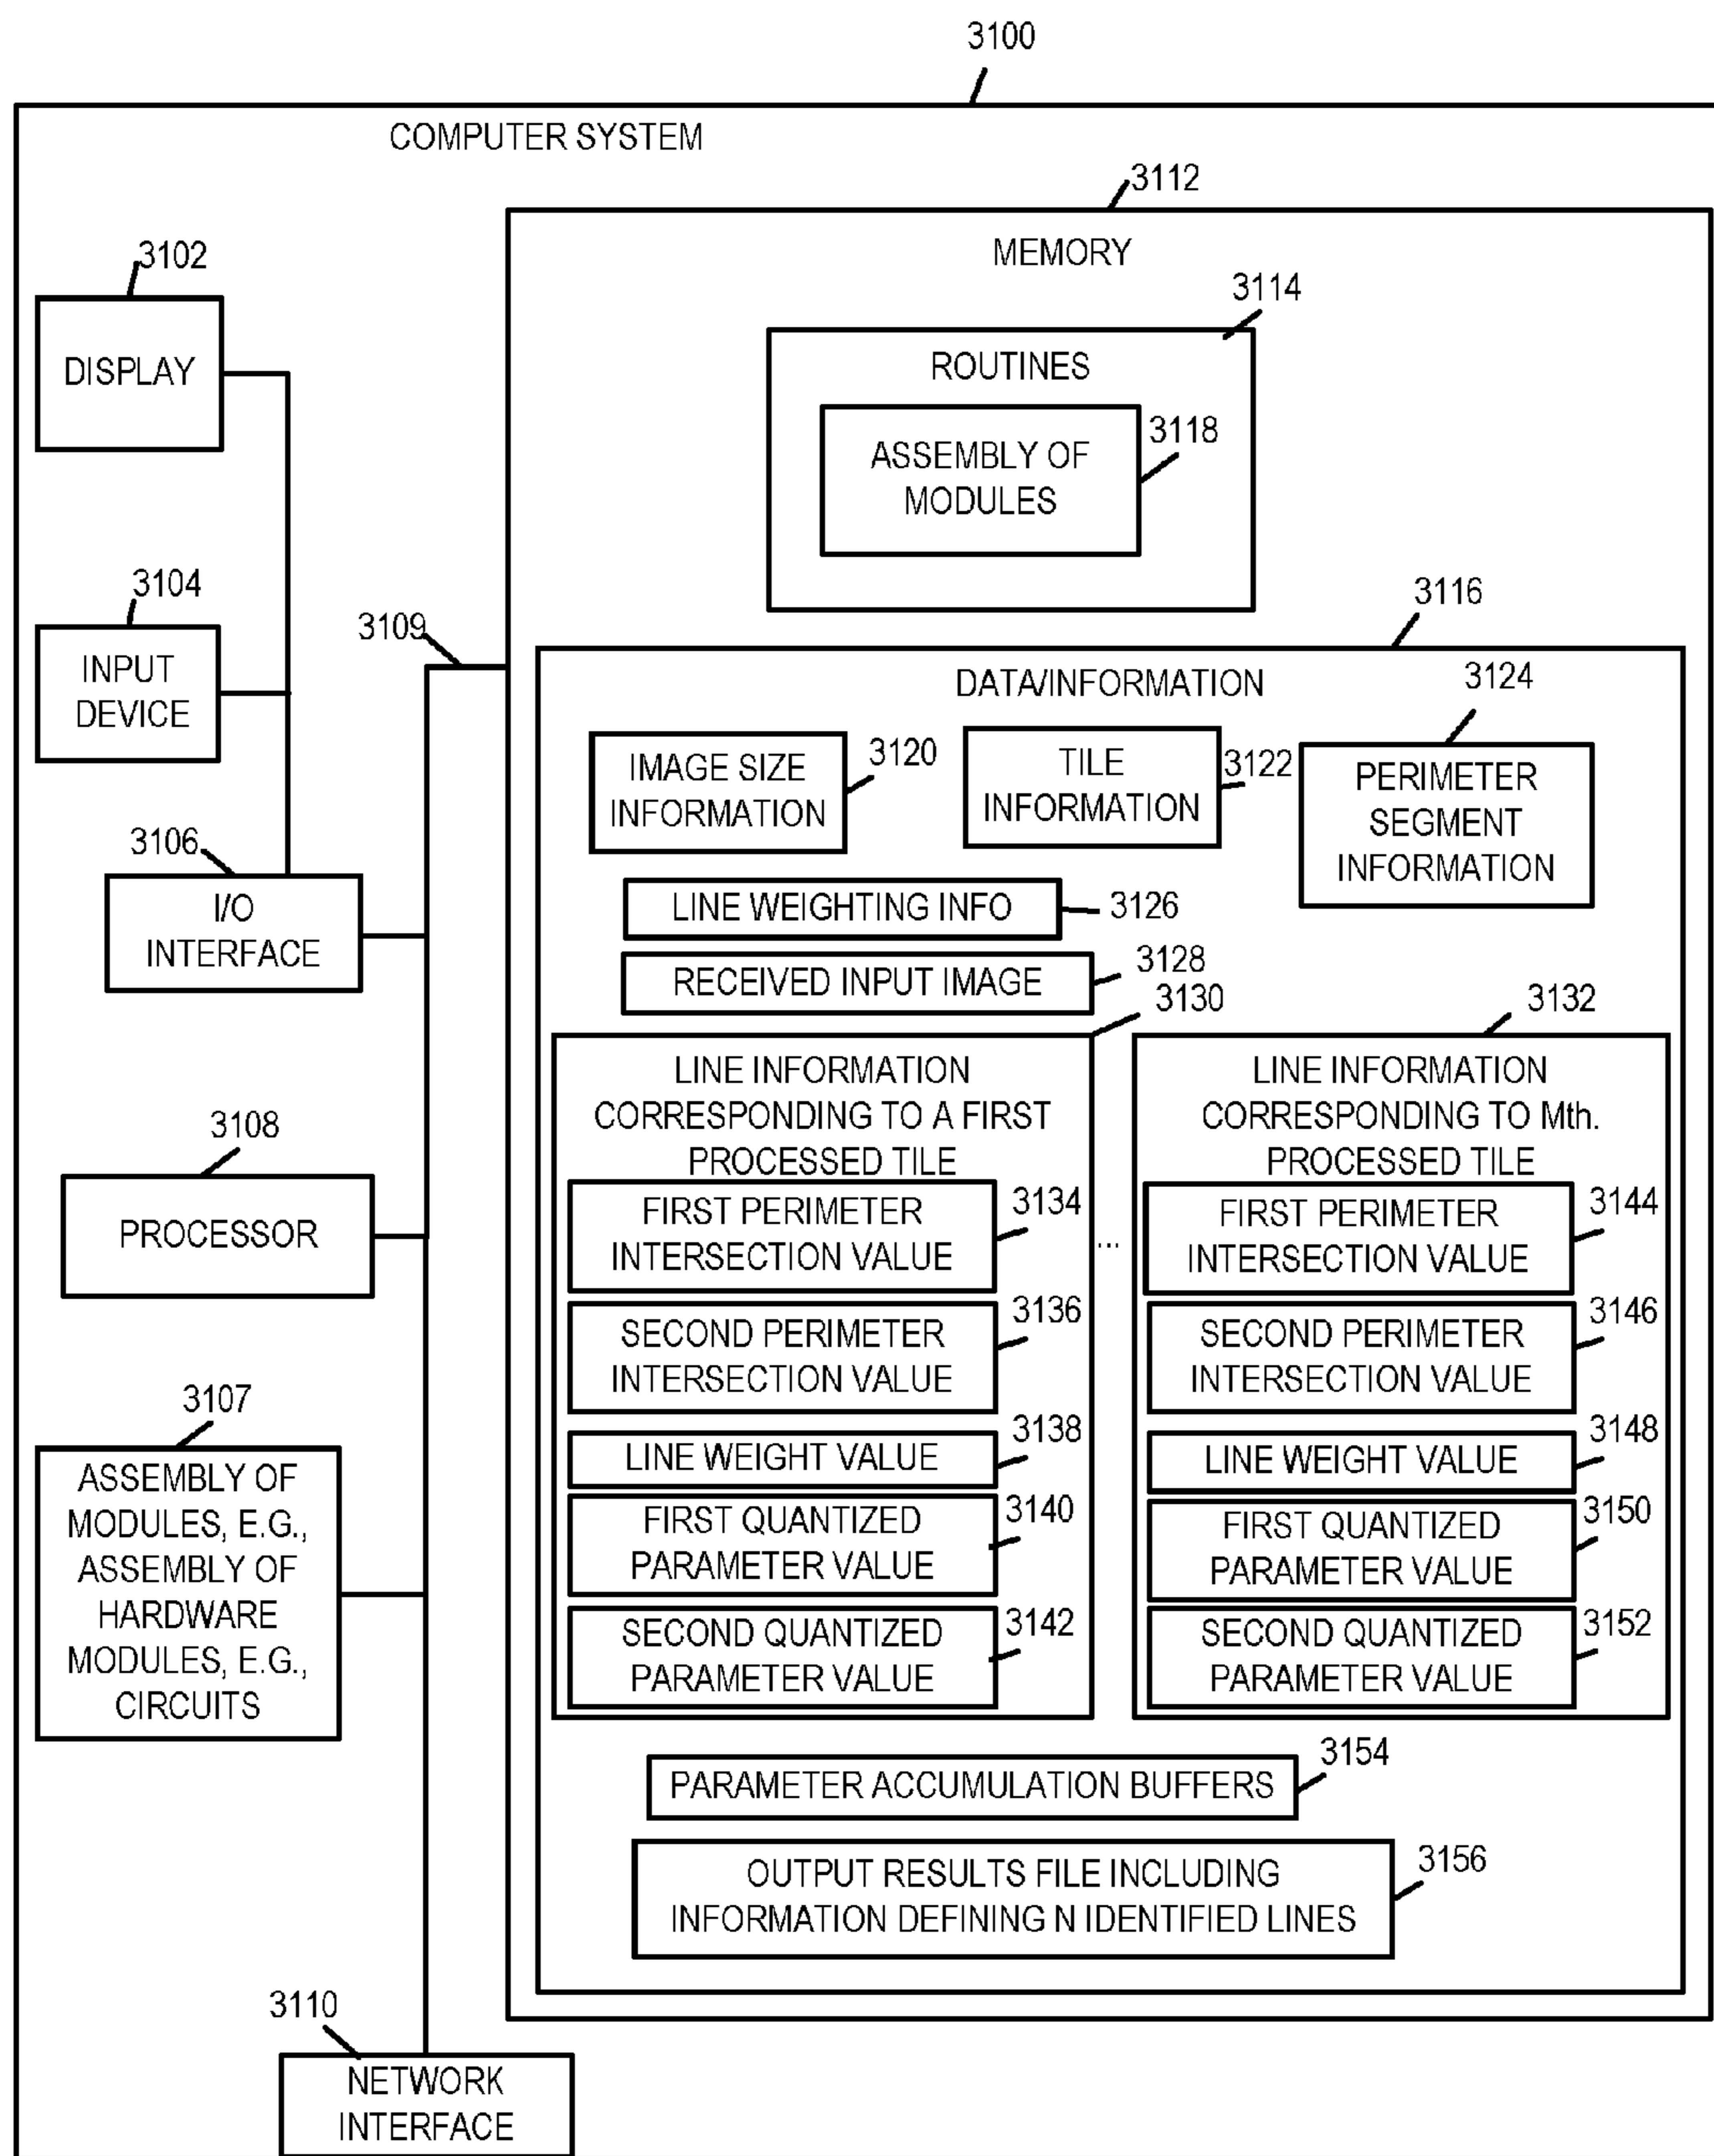 3100
COMPUTER SYSTEM
3112
MEMORY
3102
DISPLAY
3114
ROUTINES
3118
ASSEMBLY OF
MODULES
3104
INPUT
DEVICE
3109
3116
DATA/INFORMATION
3120
IMAGE SIZE
INFORMATION
3122
TILE
INFORMATION
3124
PERIMETER
SEGMENT
INFORMATION
3106
I/O
INTERFACE
LINE WEIGHTING INFO
3126
RECEIVED INPUT IMAGE
3128
3130
LINE INFORMATION
CORRESPONDING TO A FIRST
PROCESSED TILE
3132
LINE INFORMATION
CORRESPONDING TO Mth.
PROCESSED TILE
3108
PROCESSOR
FIRST PERIMETER
INTERSECTION VALUE
3134
...
FIRST PERIMETER
INTERSECTION VALUE
3144
SECOND PERIMETER
INTERSECTION VALUE
3136
SECOND PERIMETER
INTERSECTION VALUE
3146
3107
ASSEMBLY OF
MODULES, E.G.,
ASSEMBLY OF
HARDWARE
MODULES, E.G.,
CIRCUITS
LINE WEIGHT VALUE
3138
LINE WEIGHT VALUE
3148
FIRST QUANTIZED
PARAMETER VALUE
3140
FIRST QUANTIZED
PARAMETER VALUE
3150
SECOND QUANTIZED
PARAMETER VALUE
3142
SECOND QUANTIZED
PARAMETER VALUE
3152
PARAMETER ACCUMULATION BUFFERS
3154
OUTPUT RESULTS FILE INCLUDING
INFORMATION DEFINING N IDENTIFIED LINES
3156
3110
NETWORK
INTERFACE